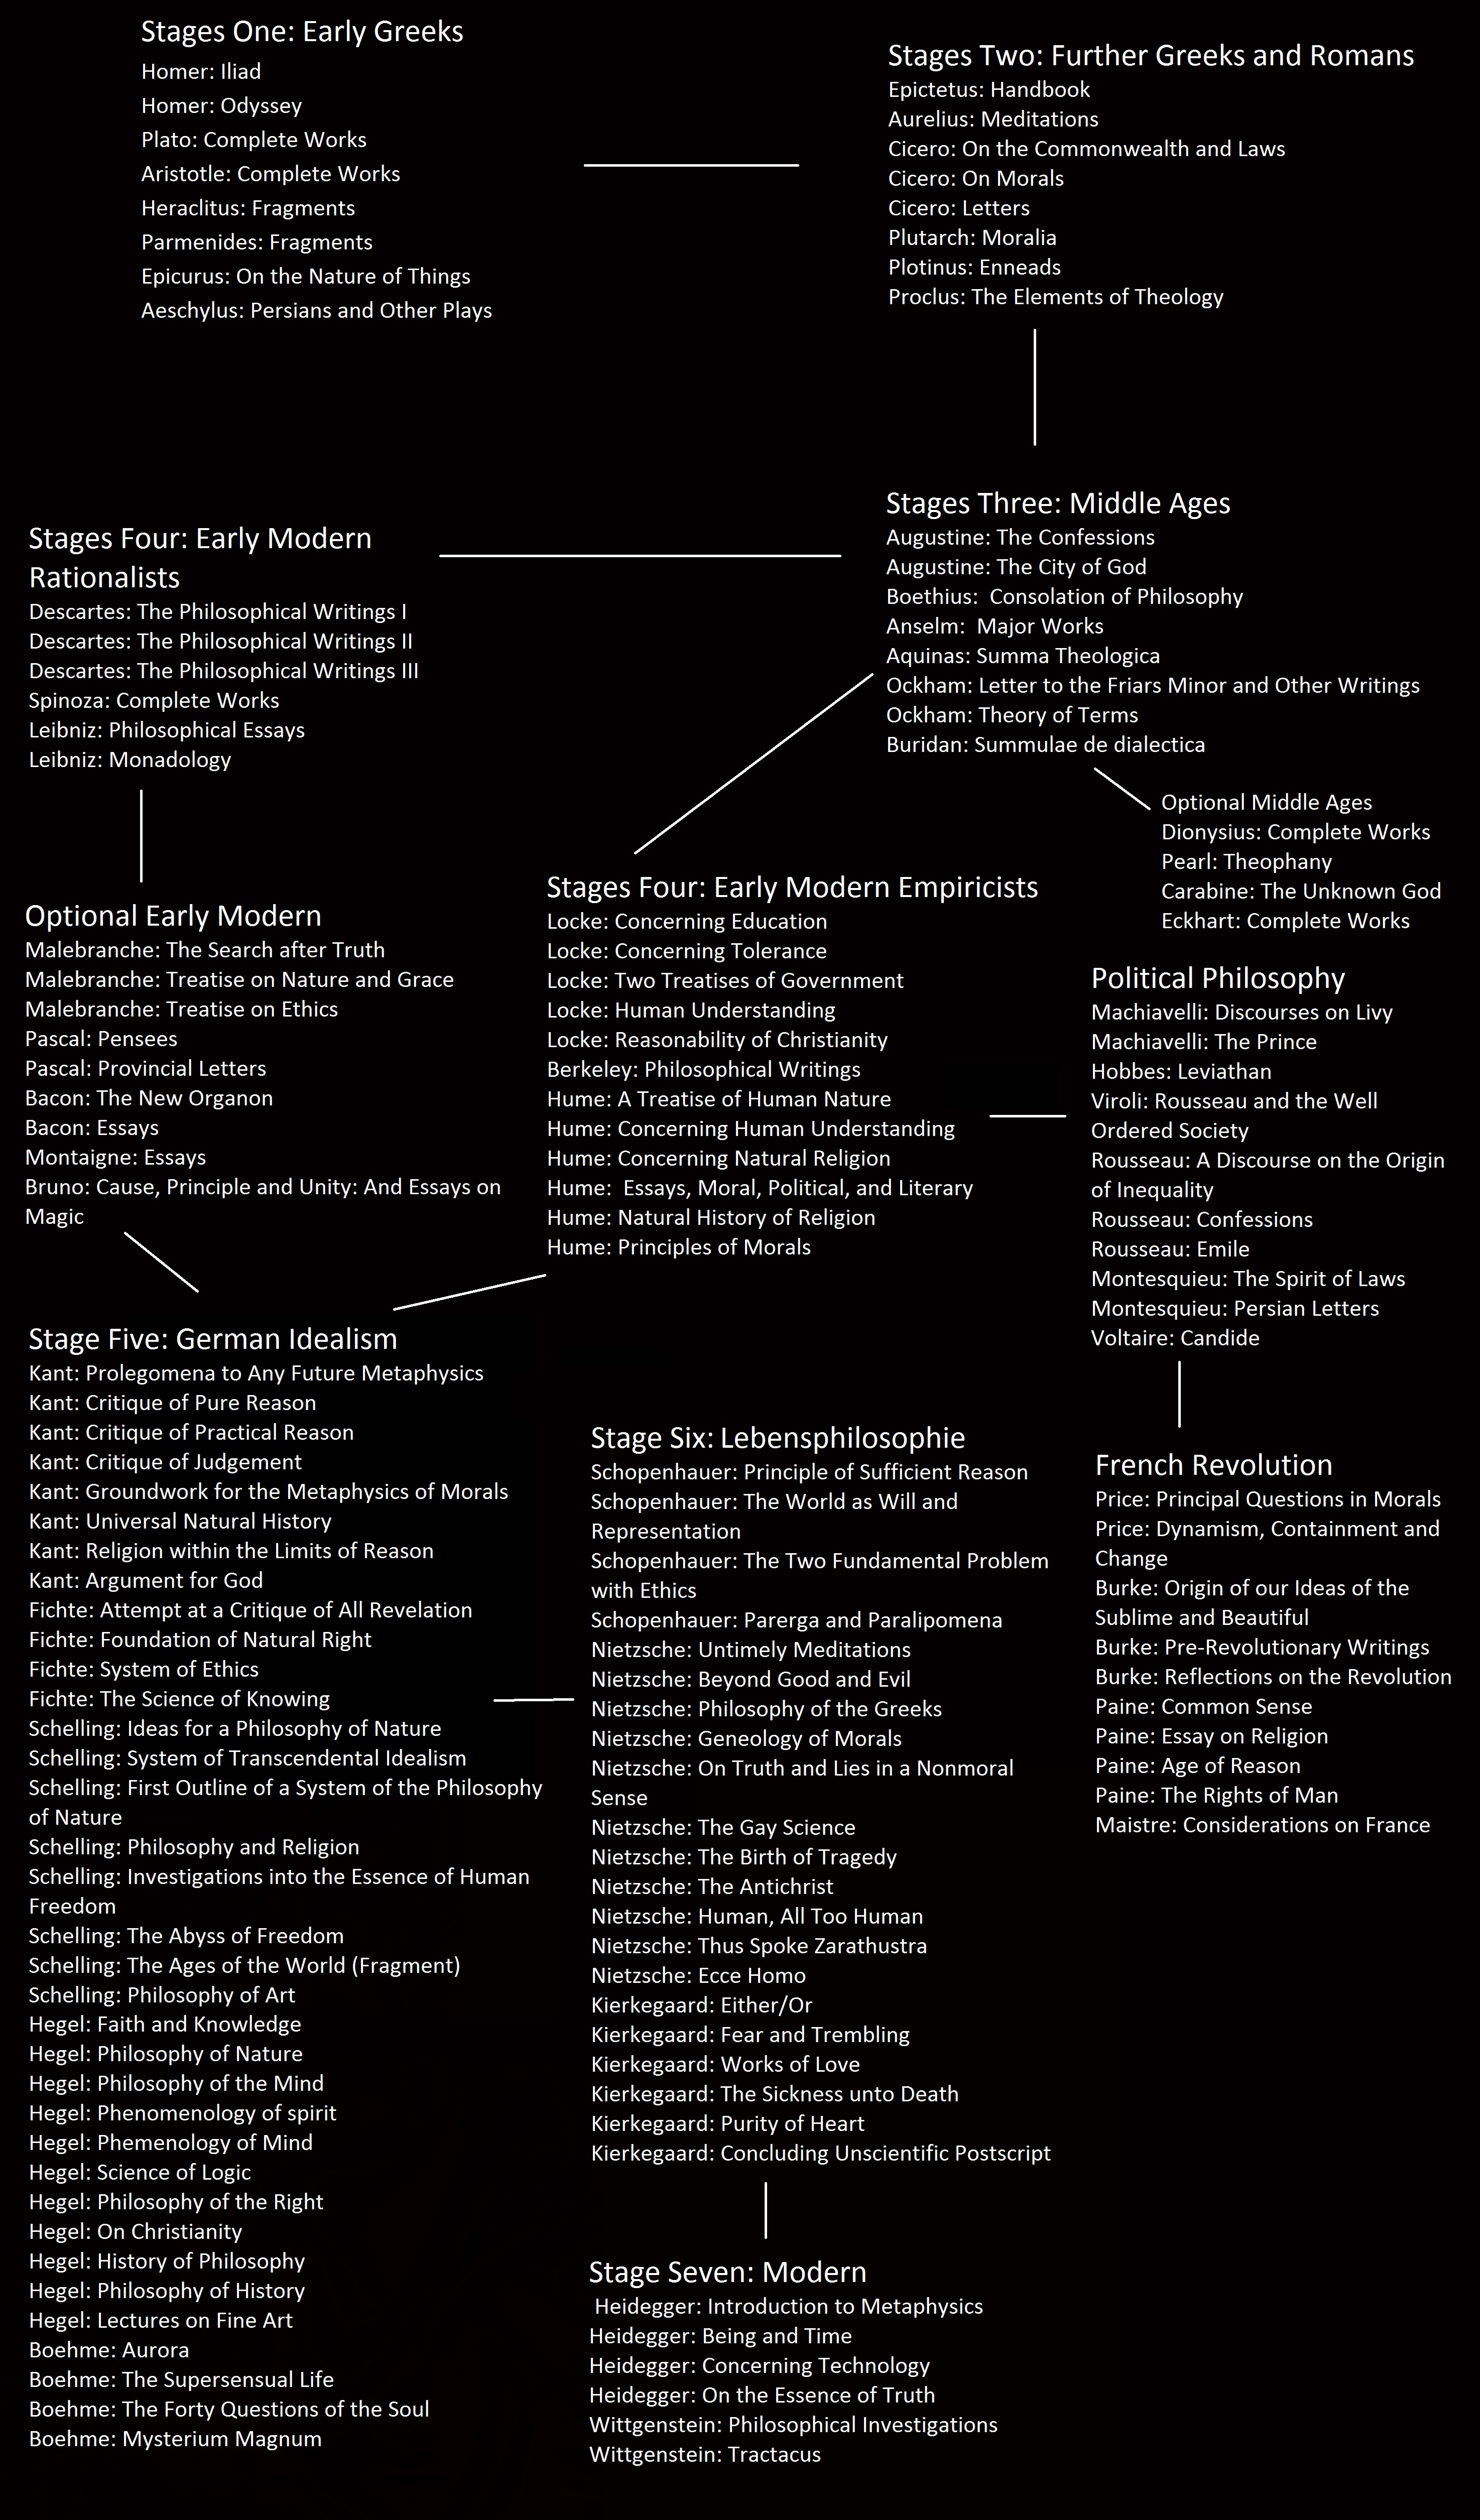 Stages One: Early Greeks
Homer: Iliad
Homer: Odyssey
Plato: Complete Works
Aristotle: Complete Works
Heraclitus: Fragments
Parmenides: Fragments
Epicurus: On the Nature of Things
Aeschylus: Persians and Other Plays
Stages Two: Further Greeks and Romans
Epictetus: Handbook
Aurelius: Meditations
Cicero: On the Commonwealth and Laws
Cicero: On Morals
Cicero: Letters
Plutarch: Moralia
Plotinus: Enneads
Proclus: The Elements of Theology
Stages Three: Middle Ages
Augustine: The Confessions
Augustine: The City of God
Boethius:  Consolation of Philosophy
Anselm:  Major Works
Aquinas: Summa Theologica
Ockham: Letter to the Friars Minor and Other Writings
Ockham: Theory of Terms
Buridan: Summulae de dialectica
Optional Middle Ages
Dionysius: Complete Works
Pearl: Theophany
Carabine: The Unknown God
Eckhart: Complete Works
Stages Four: Early Modern
Rationalists
Descartes: The Philosophical Writings I
Descartes: The Philosophical Writings II
Descartes: The Philosophical Writings III
Spinoza: Complete Works
Leibniz: Philosophical Essays
Leibniz: Monadology
Optional Early Modern
Malebranche: The Search after Truth
Malebranche: Treatise on Nature and Grace
Malebranche: Treatise on Ethics
Pascal: Pensees
Pascal: Provincial Letters
Bacon: The New Organon
Bacon: Essays
Montaigne: Essays
Bruno: Cause, Principle and Unity: And Essays on
Magic
Stages Four: Early Modern Empiricists
Locke: Concerning Education
Locke: Concerning Tolerance
Locke: Two Treatises of Government
Locke: Human Understanding
Locke: Reasonability of Christianity
Berkeley: Philosophical Writings
Hume: A Treatise of Human Nature
Hume: Concerning Human Understanding
Hume: Concerning Natural Religion
Hume:  Essays, Moral, Political, and Literary
Hume: Natural History of Religion
Hume: Principles of Morals
Political Philosophy
Machiavelli: Discourses on Livy
Machiavelli: The Prince
Hobbes: Leviathan
Viroli: Rousseau and the Well
Ordered Society
Rousseau: A Discourse on the Origin
of Inequality
Rousseau: Confessions
Rousseau: Emile
Montesquieu: The Spirit of Laws
Montesquieu: Persian Letters
Voltaire: Candide
French Revolution
Price: Principal Questions in Morals
Price: Dynamism, Containment and
Change
Burke: Origin of our Ideas of the
Sublime and Beautiful
Burke: Pre-Revolutionary Writings
Burke: Reflections on the Revolution
Paine: Common Sense
Paine: Essay on Religion
Paine: Age of Reason
Paine: The Rights of Man
Maistre: Considerations on France
Stage Five: German Idealism
Kant: Prolegomena to Any Future Metaphysics
Kant: Critique of Pure Reason
Kant: Critique of Practical Reason
Kant: Critique of Judgement
Kant: Groundwork for the Metaphysics of Morals
Kant: Universal Natural History
Kant: Religion within the Limits of Reason
Kant: Argument for God
Fichte: Attempt at a Critique of All Revelation
Fichte: Foundation of Natural Right
Fichte: System of Ethics
Fichte: The Science of Knowing
Schelling: Ideas for a Philosophy of Nature
Schelling: System of Transcendental Idealism
Schelling: First Outline of a System of the Philosophy
of Nature
Schelling: Philosophy and Religion
Schelling: Investigations into the Essence of Human
Freedom
Schelling: The Abyss of Freedom
Schelling: The Ages of the World (Fragment)
Schelling: Philosophy of Art
Hegel: Faith and Knowledge
Hegel: Philosophy of Nature
Hegel: Philosophy of the Mind
Hegel: Phenomenology of spirit
Hegel: Phemenology of Mind
Hegel: Science of Logic
Hegel: Philosophy of the Right
Hegel: On Christianity
Hegel: History of Philosophy
Hegel: Philosophy of History
Hegel: Lectures on Fine Art
Boehme: Aurora
Boehme: The Supersensual Life
Boehme: The Forty Questions of the Soul
Boehme: Mysterium Magnum
Stage Six: Lebensphilosophie
Schopenhauer: Principle of Sufficient Reason
Schopenhauer: The World as Will and
Representation
Schopenhauer: The Two Fundamental Problem
with Ethics
Schopenhauer: Parerga and Paralipomena
Nietzsche: Untimely Meditations
Nietzsche: Beyond Good and Evil
Nietzsche: Philosophy of the Greeks
Nietzsche: Geneology of Morals
Nietzsche: On Truth and Lies in a Nonmoral
Sense
Nietzsche: The Gay Science
Nietzsche: The Birth of Tragedy
Nietzsche: The Antichrist
Nietzsche: Human, All Too Human
Nietzsche: Thus Spoke Zarathustra
Nietzsche: Ecce Homo
Kierkegaard: Either/Or
Kierkegaard: Fear and Trembling
Kierkegaard: Works of Love
Kierkegaard: The Sickness unto Death
Kierkegaard: Purity of Heart
Kierkegaard: Concluding Unscientific Postscript
Stage Seven: Modern
Heidegger: Introduction to Metaphysics
Heidegger: Being and Time
Heidegger: Concerning Technology
Heidegger: On the Essence of Truth
Wittgenstein: Philosophical Investigations
Wittgenstein: Tractacus